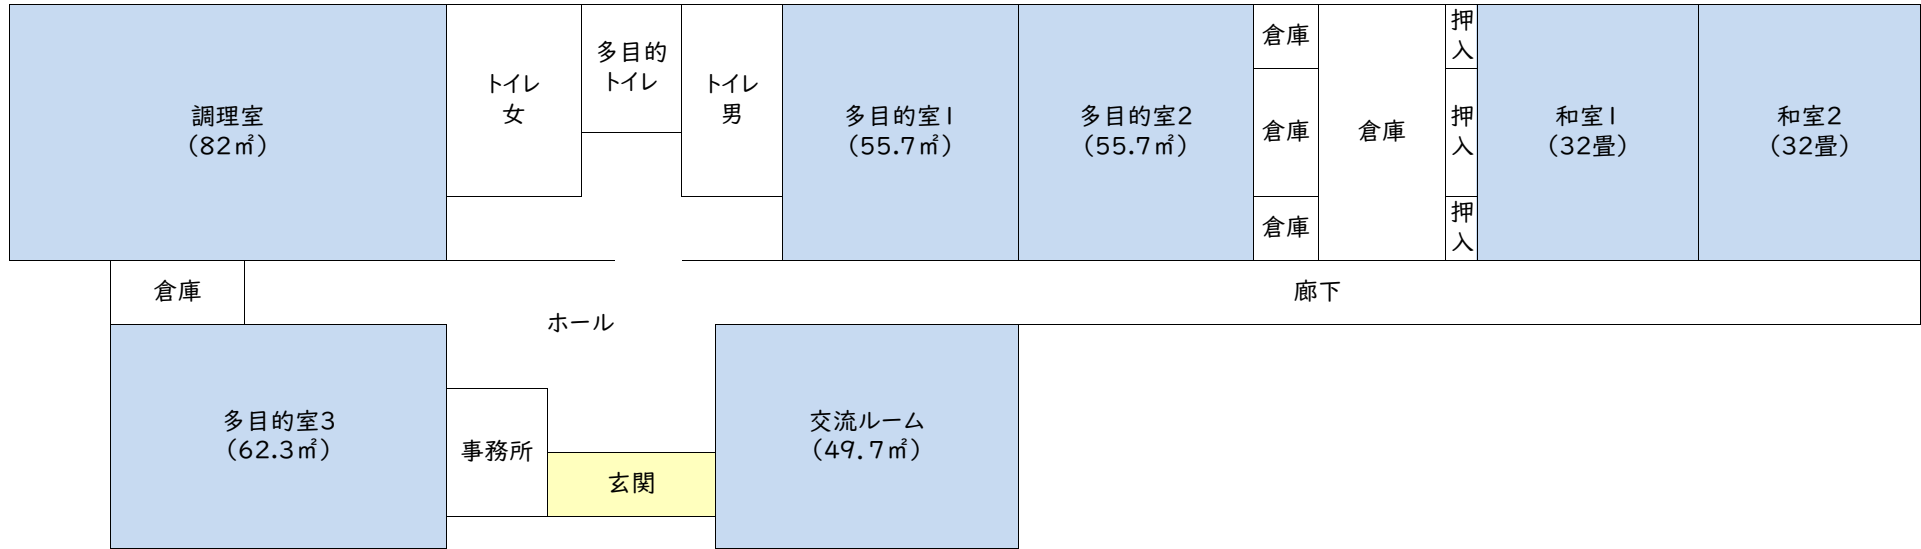 調理室
（82㎡）
トイレ
女
多目的
トイレ
トイレ
男
多目的室1
（55.7㎡）
多目的室2
（55.7㎡）
倉庫
倉庫
倉庫
倉庫
押
入
押
入
押
入
和室1
（32畳）
和室2
（32畳）
倉庫
ホール
廊下
多目的室3
（62.3㎡）
事務所
玄関
交流ルーム
（49.7㎡）